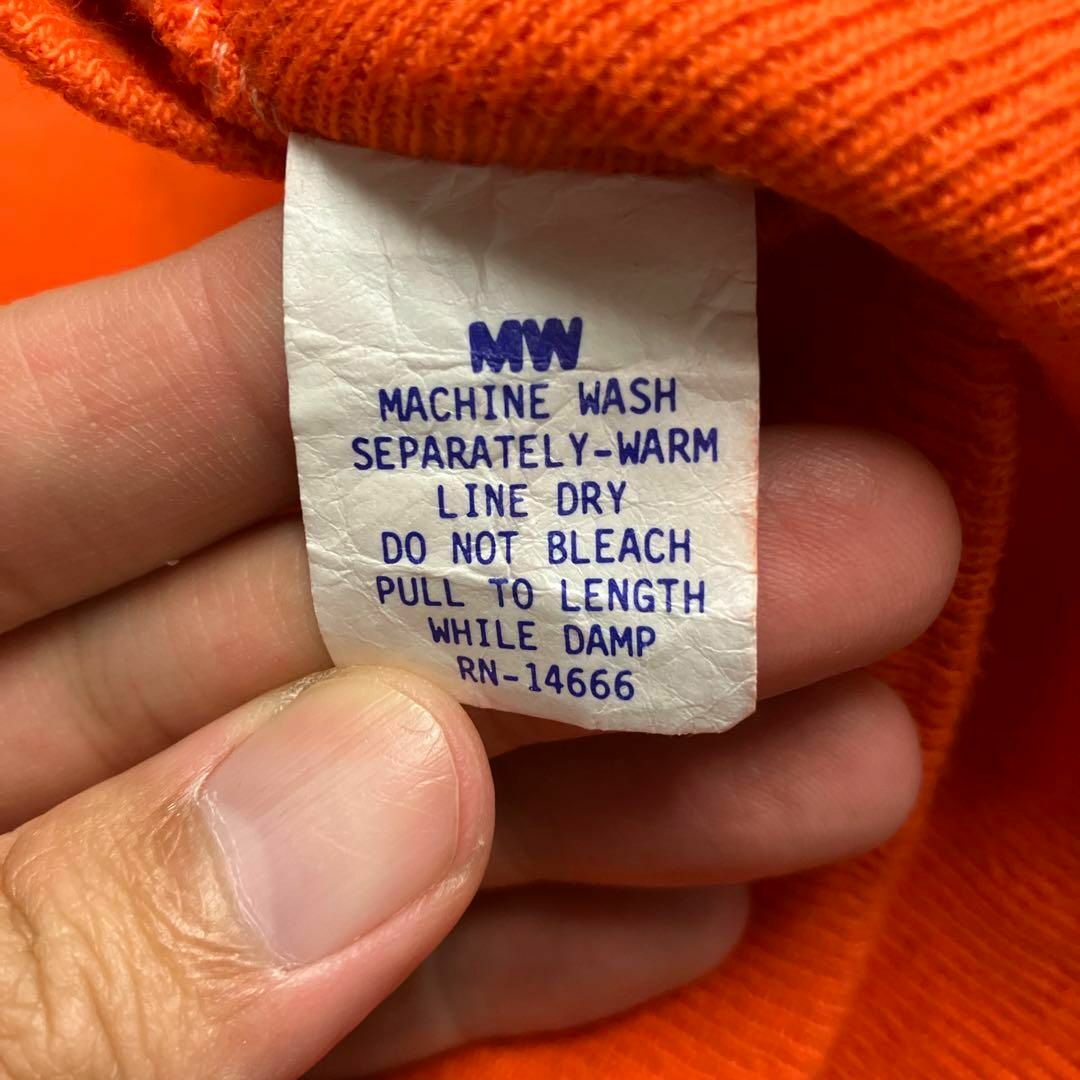 MW
MACHINE WASH
SEPARATELY-WARM
LINE DRY
DO NOT BLEACH
PULL TO LENGTH
WHILE DAMP
RN-14666